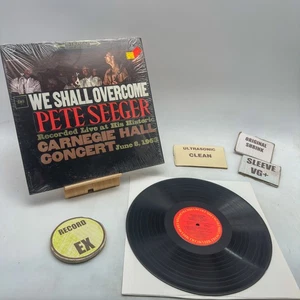 WE SHALL OVERCOME
PETE SEEGER
Recorded Live at His Historic
CARNEGIE HALL
CONCERT June 8, 1963
ULTRASONIC
CLEAN
ORIGINAL
SHRINK
SLEEVE
VG+
RECORD
EX